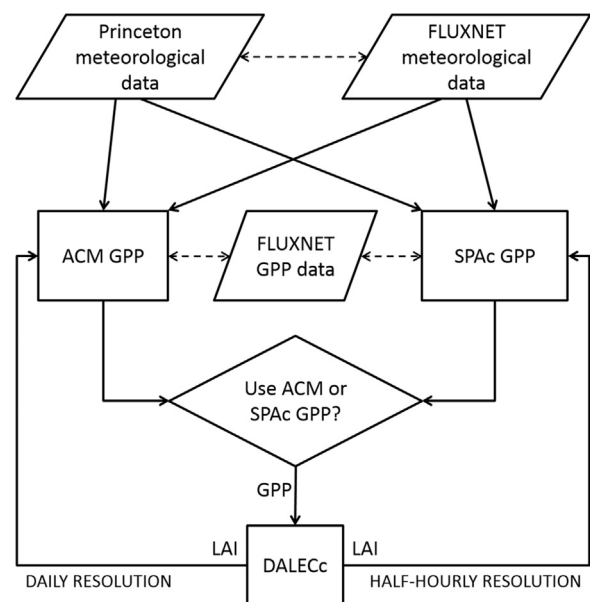 Princeton
meteorological
data
FLUXNET
meteorological
data
ACM GPP
FLUXNET
GPP data
SPAc GPP
Use ACM or
SPAc GPP?
GPP
LAI
DALECc
LAI
DAILY RESOLUTION
HALF-HOURLY RESOLUTION